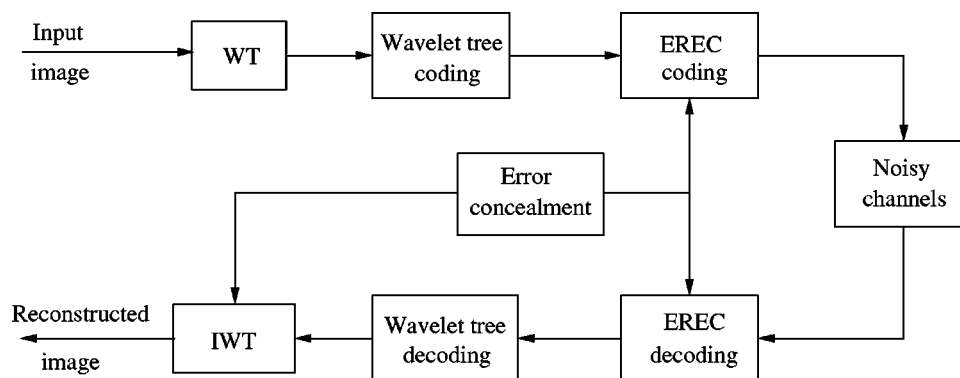 Input
image
WT
Wavelet tree
coding
EREC
coding
Noisy
channels
Error
concealment
Reconstructed
image
IWT
Wavelet tree
decoding
EREC
decoding